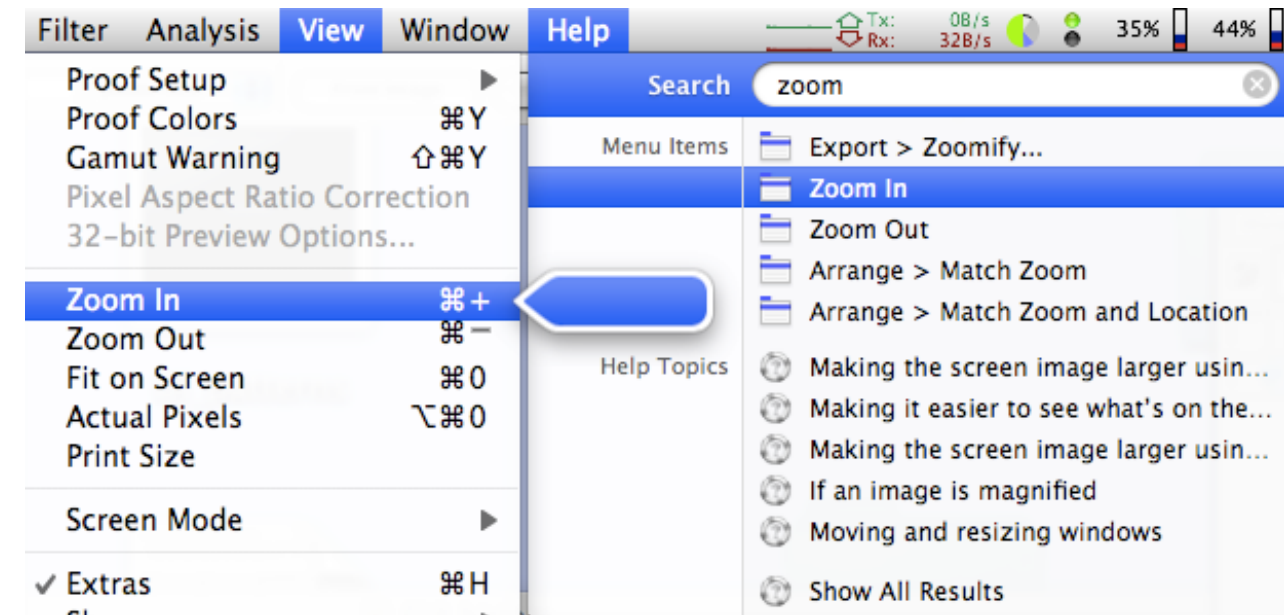 Filter Analysis View Window Help Tx: 0B/s Rx: 32B/s 35% 44%
Proof Setup
Proof Colors ⌘Y
Gamut Warning ⇧⌘Y
Pixel Aspect Ratio Correction
32-bit Preview Options...
Zoom In ⌘+
Zoom Out ⌘−
Fit on Screen ⌘0
Actual Pixels ⌥⌘0
Print Size
Screen Mode
✓ Extras ⌘H
Search zoom
Menu Items Export > Zoomify...
Zoom In
Zoom Out
Arrange > Match Zoom
Arrange > Match Zoom and Location
Help Topics Making the screen image larger usin...
Making it easier to see what's on the...
Making the screen image larger usin...
If an image is magnified
Moving and resizing windows
Show All Results